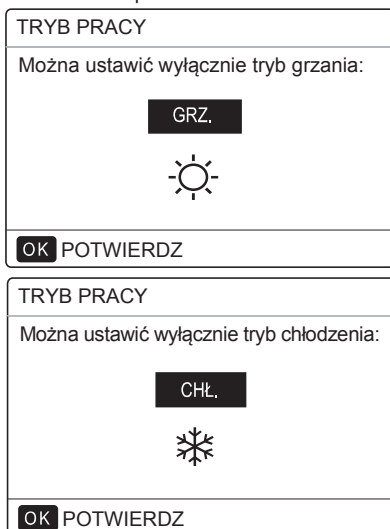 TRYB PRACY
Można ustawić wyłącznie tryb grzania:
GRZ.
OK POTWIERDZ
TRYB PRACY
Można ustawić wyłącznie tryb chłodzenia:
CHŁ.
OK POTWIERDZ